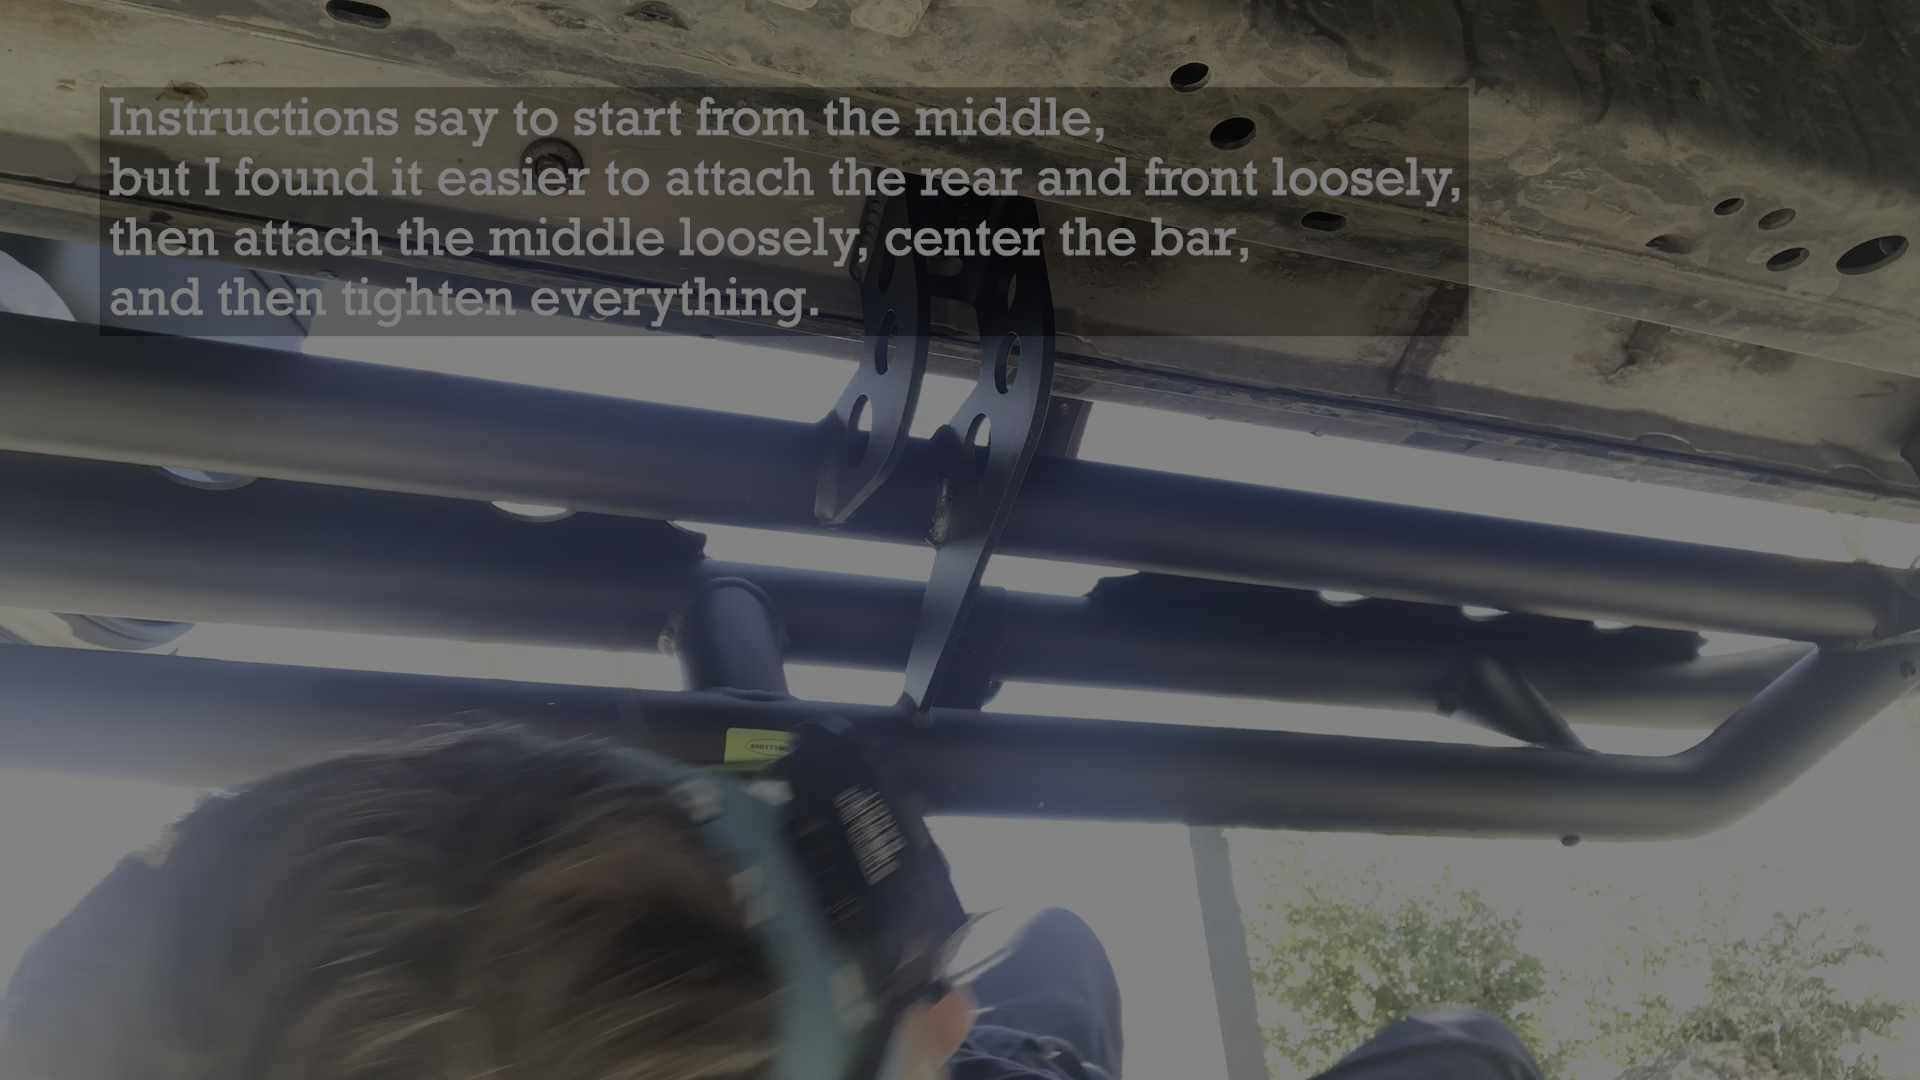 Instructions say to start from the middle,
but I found it easier to attach the rear and front loosely,
then attach the middle loosely, center the bar,
and then tighten everything.